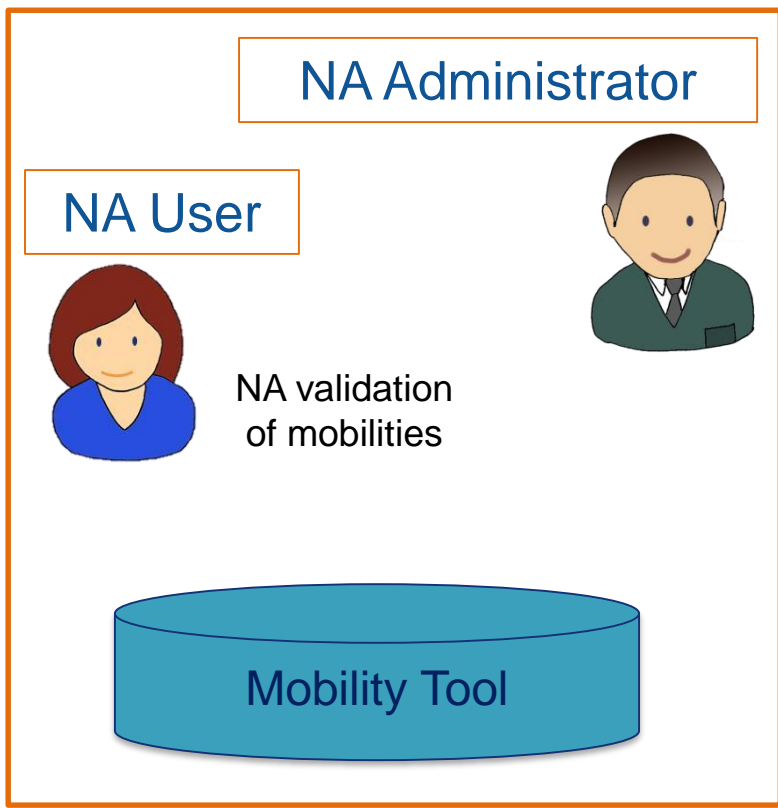 NA Administrator
NA User
NA validation
of mobilities
Mobility Tool